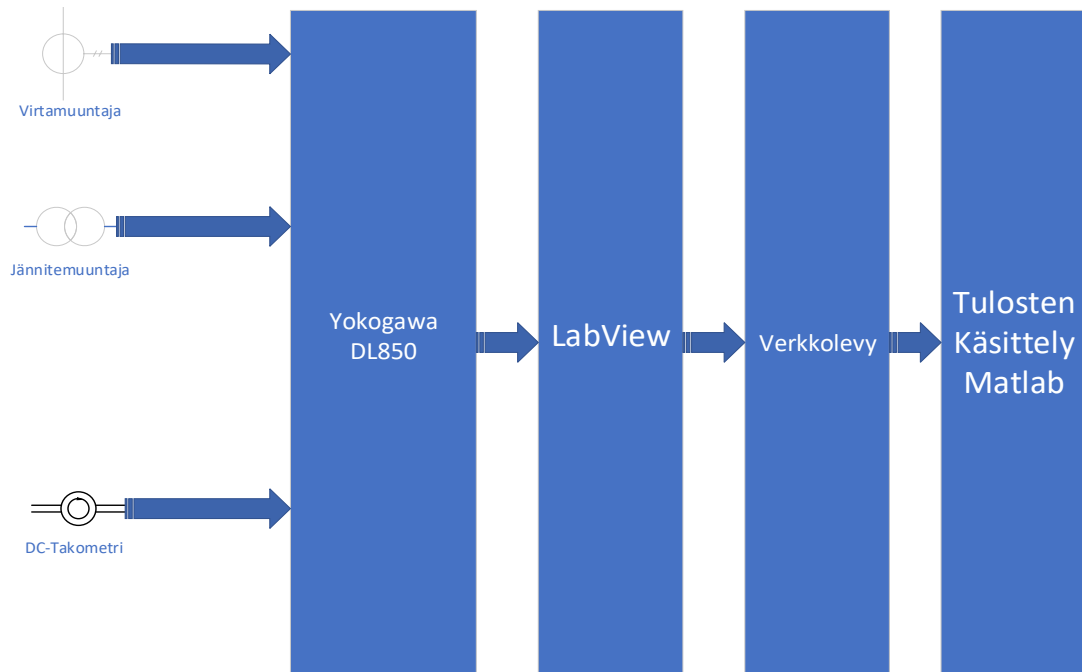 Virtamuuntaja
Jännitemuuntaja
DC-Takometri
Yokogawa
DL850
LabView
Verkkolevy
Tulosten
Käsittely
Matlab